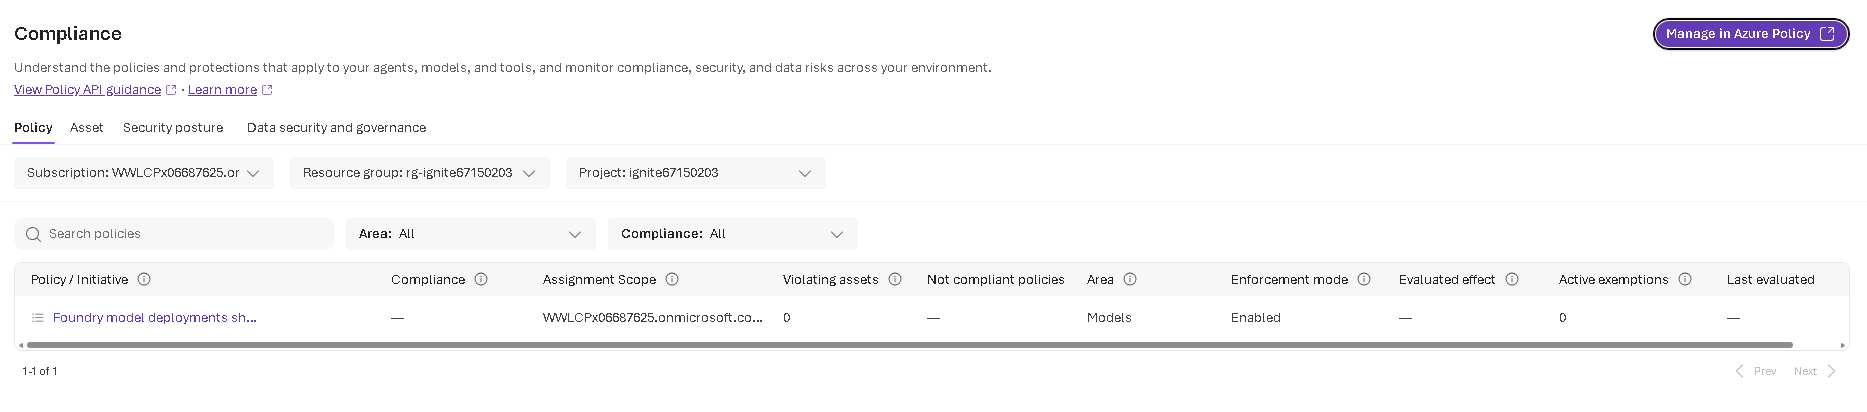 Compliance
Manage in Azure Policy
Understand the policies and protections that apply to your agents, models, and tools, and monitor compliance, security, and data risks across your environment.
View Policy API guidance · Learn more
Policy Asset Security posture Data security and governance
Subscription: WWLCPx06687625.or Resource group: rg-ignite67150203 Project: ignite67150203
Search policies Area: All Compliance: All
Policy / Initiative Compliance Assignment Scope Violating assets Not compliant policies Area Enforcement mode Evaluated effect Active exemptions Last evaluated
Foundry model deployments sh... — WWLCPx06687625.onmicrosoft.co... 0 — Models Enabled — 0 —
1-1 of 1 Prev Next